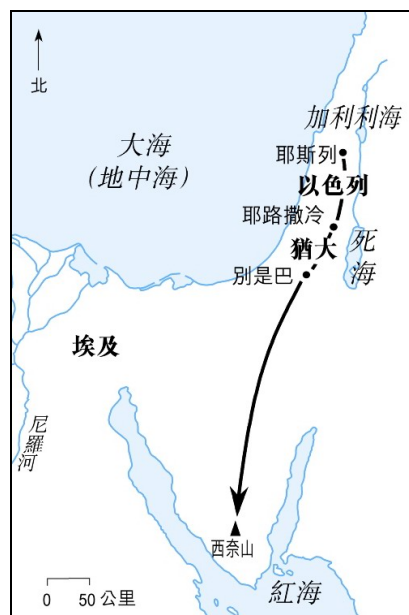 北
大海
(地中海)
加利利海
耶斯列
以色列
耶路撒冷
猶大
死海
別是巴
埃及
尼羅河
西奈山
紅海
0 50 公里